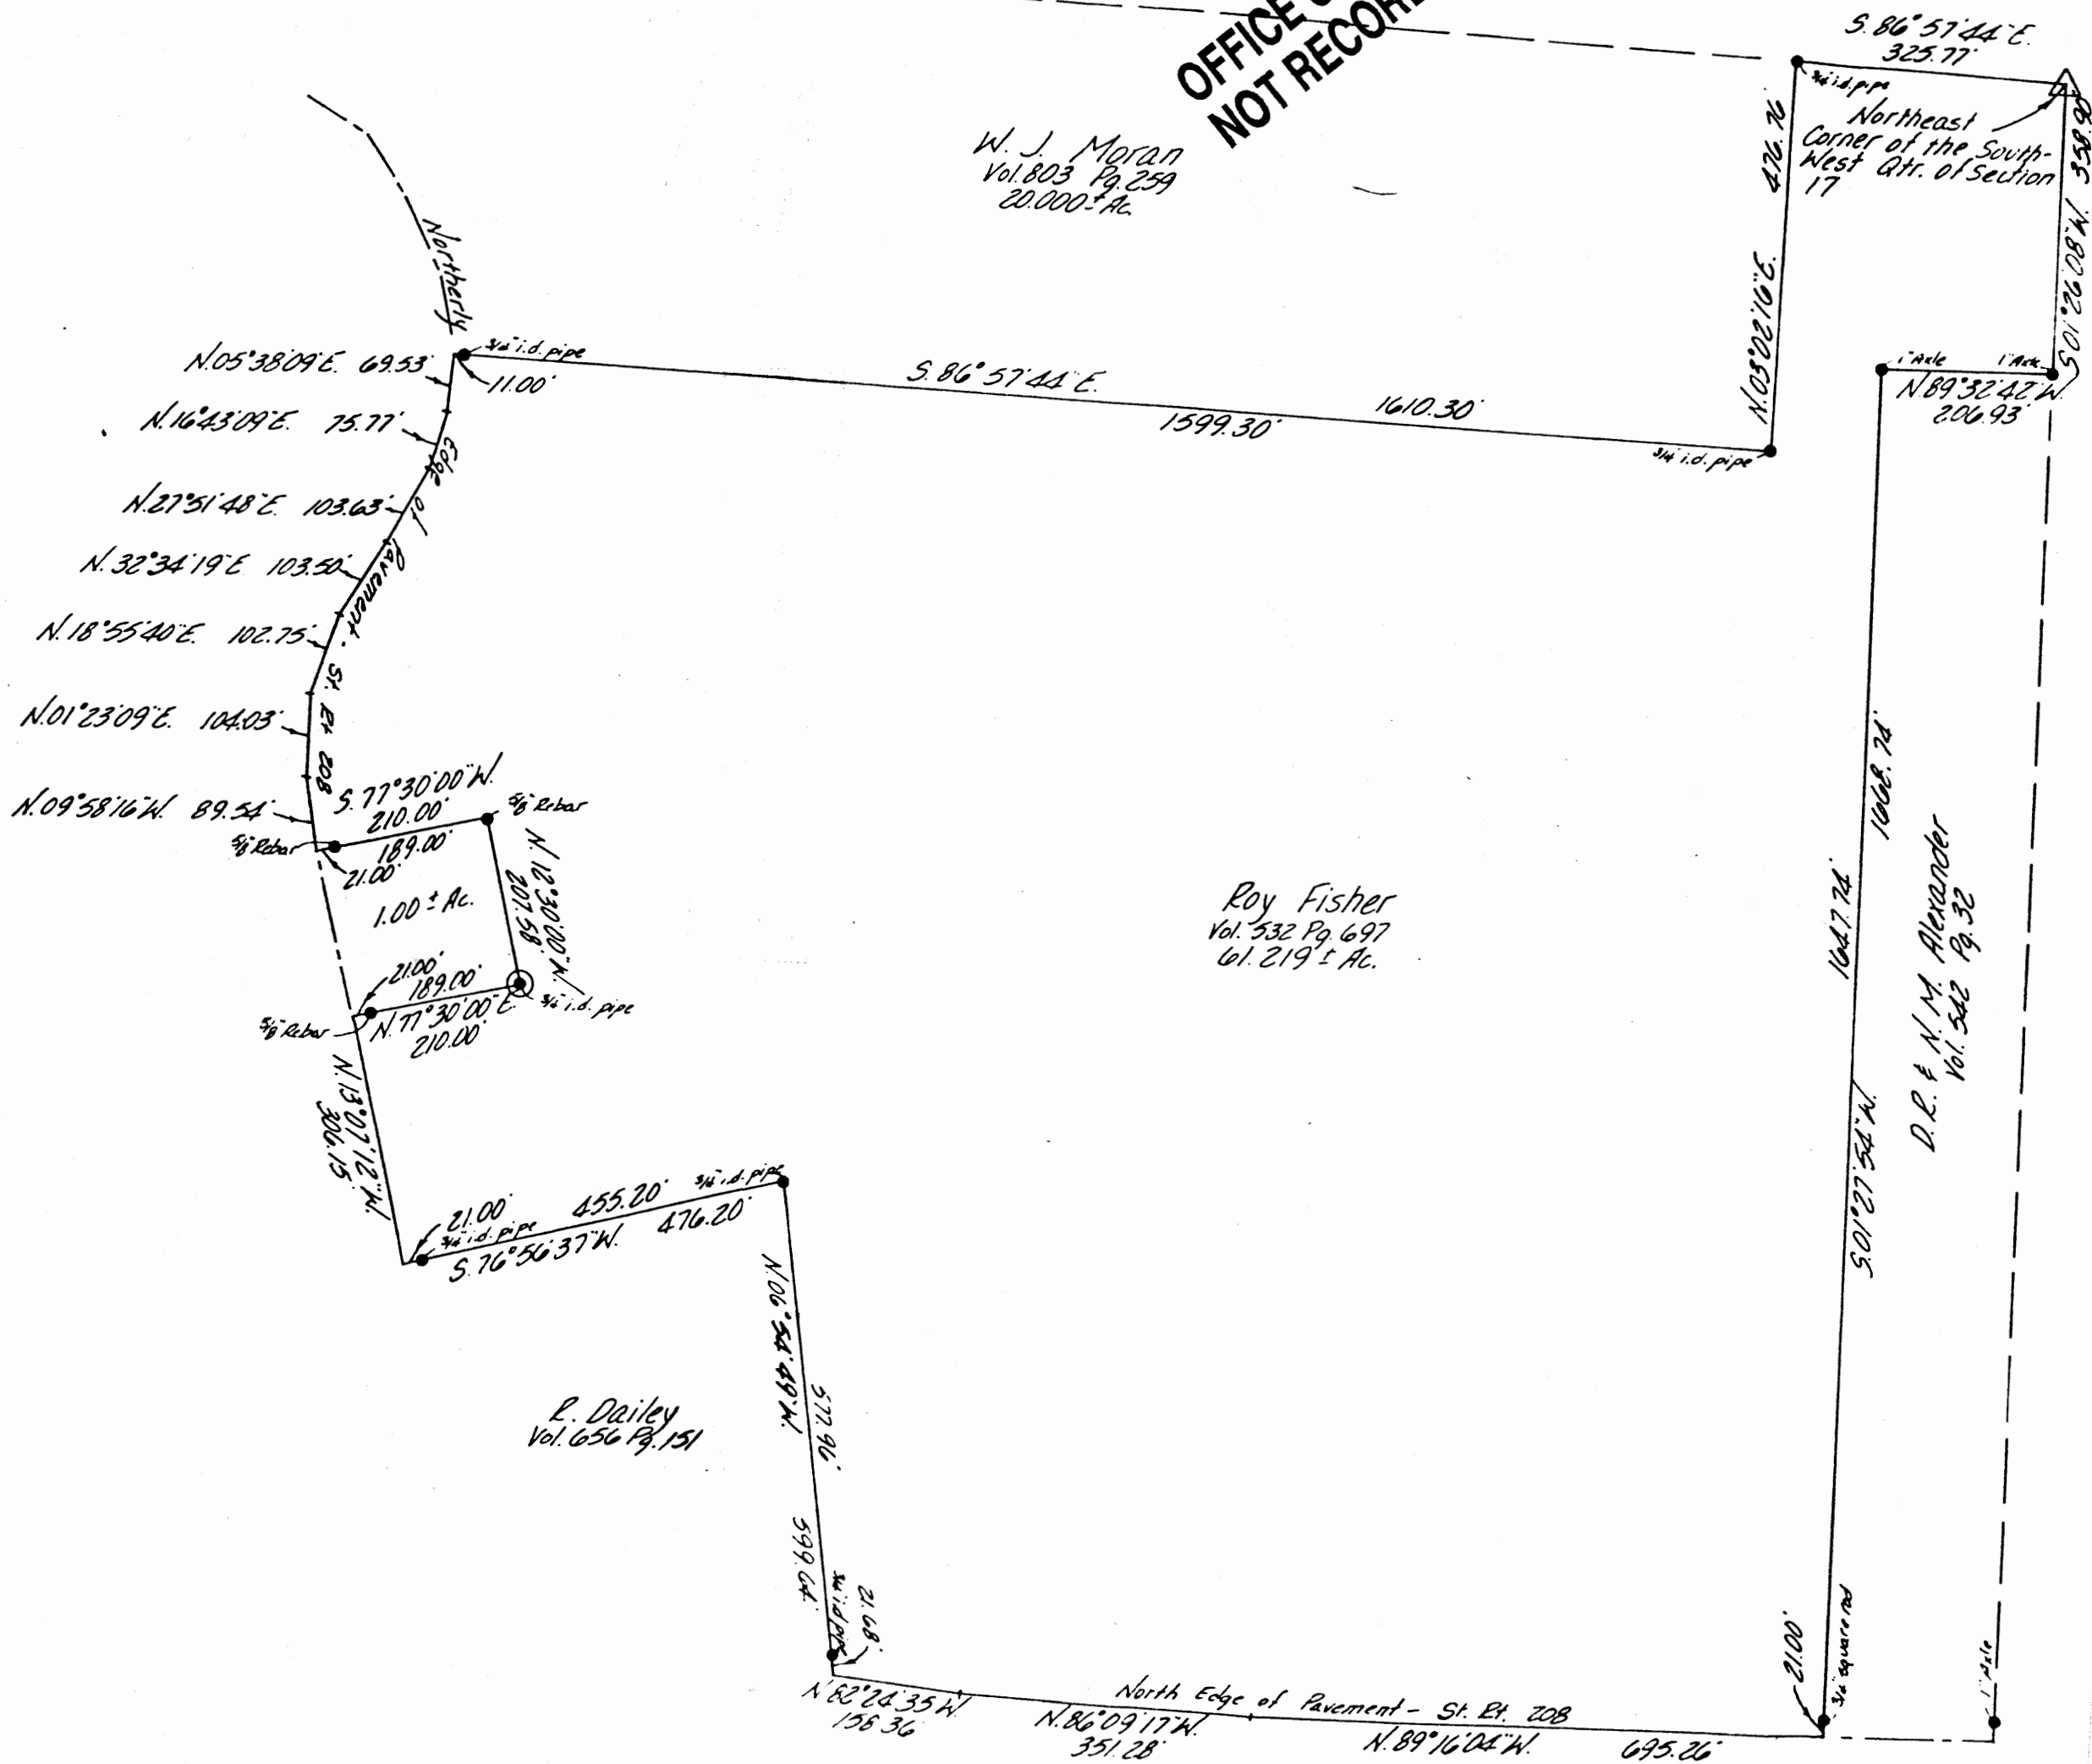 OFFICE
NOT RECOR
S. 86° 57' 44" E.
325.77'
3/4" i.d. pipe
Northeast
Corner of the South-
West Qtr. of Section
17
W. J. Moran
Vol. 803 Pg. 259
20.000 ± Ac.
476.76'
N. 03° 02' 16" E.
358.90'
S 01° 26' 08" W.
Northerly
Edge of Pavement - St. Rt. 208
N. 05° 38' 09" E. 69.53'
3/4" i.d. pipe
11.00'
S. 86° 57' 44" E.
1610.30'
1599.30'
3/4" i.d. pipe
1" Axle
1" Axle
N 89° 32' 42" W.
206.93'
N. 16° 43' 09" E. 75.77'
N. 27° 51' 48" E. 103.63'
N. 32° 34' 19" E. 103.50'
N. 18° 55' 40" E. 102.75'
N. 01° 23' 09" E. 104.03'
N. 09° 58' 16" W. 89.54'
S. 77° 30' 00" W.
210.00'
5/8" Rebar
5/8" Rebar
189.00'
21.00'
1.00 ± Ac.
N. 12° 30' 00" W.
207.58'
21.00'
189.00'
5/8" Rebar
N. 77° 30' 00" E.
210.00'
3/4" i.d. pipe
Roy Fisher
Vol. 532 Pg. 697
61.219 ± Ac.
1668.74'
1647.74'
S. 01° 27' 54" W.
D. R. & N. M. Alexander
Vol. 542 Pg. 32
N. 13° 07' 12" W.
306.15'
21.00'
3/4" i.d. pipe
455.20'
3/4" i.d. pipe
S. 76° 56' 37" W.
476.20'
N. 06° 54' 49" W.
577.96'
599.64'
3/4" i.d. pipe
21.68'
R. Dailey
Vol. 656 Pg. 151
N 82° 24' 35" W.
158.36'
North Edge of Pavement - St. Rt. 208
N. 86° 09' 17" W.
351.28'
N. 89° 16' 04" W.
695.26'
21.00'
3/4" square rod
1" Axle